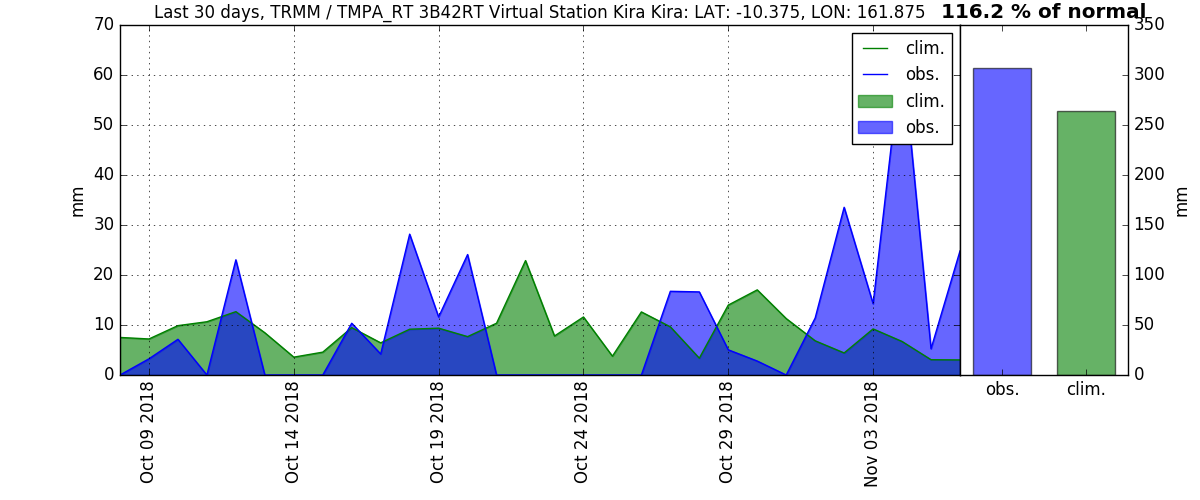 Last 30 days, TRMM / TMPA_RT 3B42RT Virtual Station Kira Kira: LAT: -10.375, LON: 161.875 116.2 % of normal
70
60
50
40
30
20
10
0
mm
clim.
obs.
clim.
obs.
350
300
250
200
150
100
50
0
mm
Oct 09 2018
Oct 14 2018
Oct 19 2018
Oct 24 2018
Oct 29 2018
Nov 03 2018
obs.
clim.